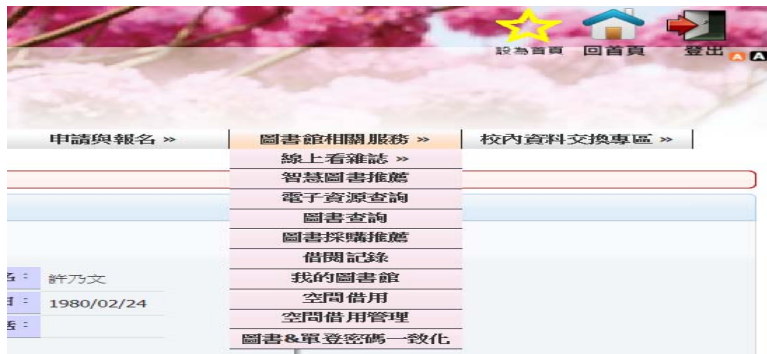 設為首頁 回首頁 登出 A A
申請與報名 » 圖書館相關服務 » 校內資料交換專區 »
線上看雜誌 »
智慧圖書推薦
電子資源查詢
圖書查詢
圖書採購推薦
借閱記錄
名： 許乃文 我的圖書館
日： 1980/02/24 空間借用
空間借用管理
圖書&單登密碼一致化